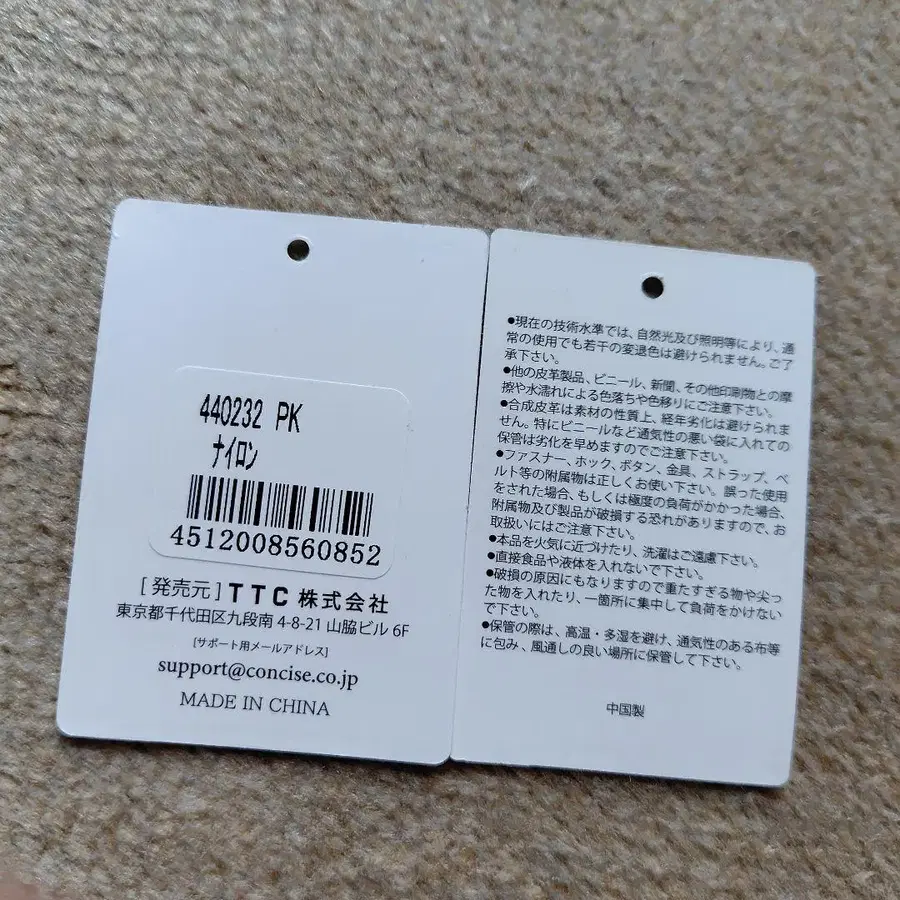 440232 PK
ナイロン
4512008560852
[発売元] TTC 株式会社
東京都千代田区九段南 4-8-21 山脇ビル 6F
[サポート用メールアドレス]
support@concise.co.jp
MADE IN CHINA
●現在の技術水準では、自然光及び照明等により、通
常の使用でも若干の変退色は避けられません。ご了
承下さい。
●他の皮革製品、ビニール、新聞、その他印刷物との摩
擦や水濡れによる色落ちや色移りにご注意下さい。
●合成皮革は素材の性質上、経年劣化は避けられま
せん。特にビニールなど通気性の悪い袋に入れての
保管は劣化を早めますのでご注意下さい。
●ファスナー、ホック、ボタン、金具、ストラップ、ベ
ルト等の附属物は正しくお使い下さい。誤った使用
をされた場合、もしくは極度の負荷がかかった場合、
附属物及び製品が破損する恐れがありますので、お
取扱いにはご注意下さい。
●本品を火気に近づけたり、洗濯はご遠慮下さい。
●直接食品や液体を入れないで下さい。
●破損の原因にもなりますので重たすぎる物や尖っ
た物を入れたり、一箇所に集中して負荷をかけない
で下さい。
●保管の際は、高温・多湿を避け、通気性のある布等
に包み、風通しの良い場所に保管して下さい。
中国製